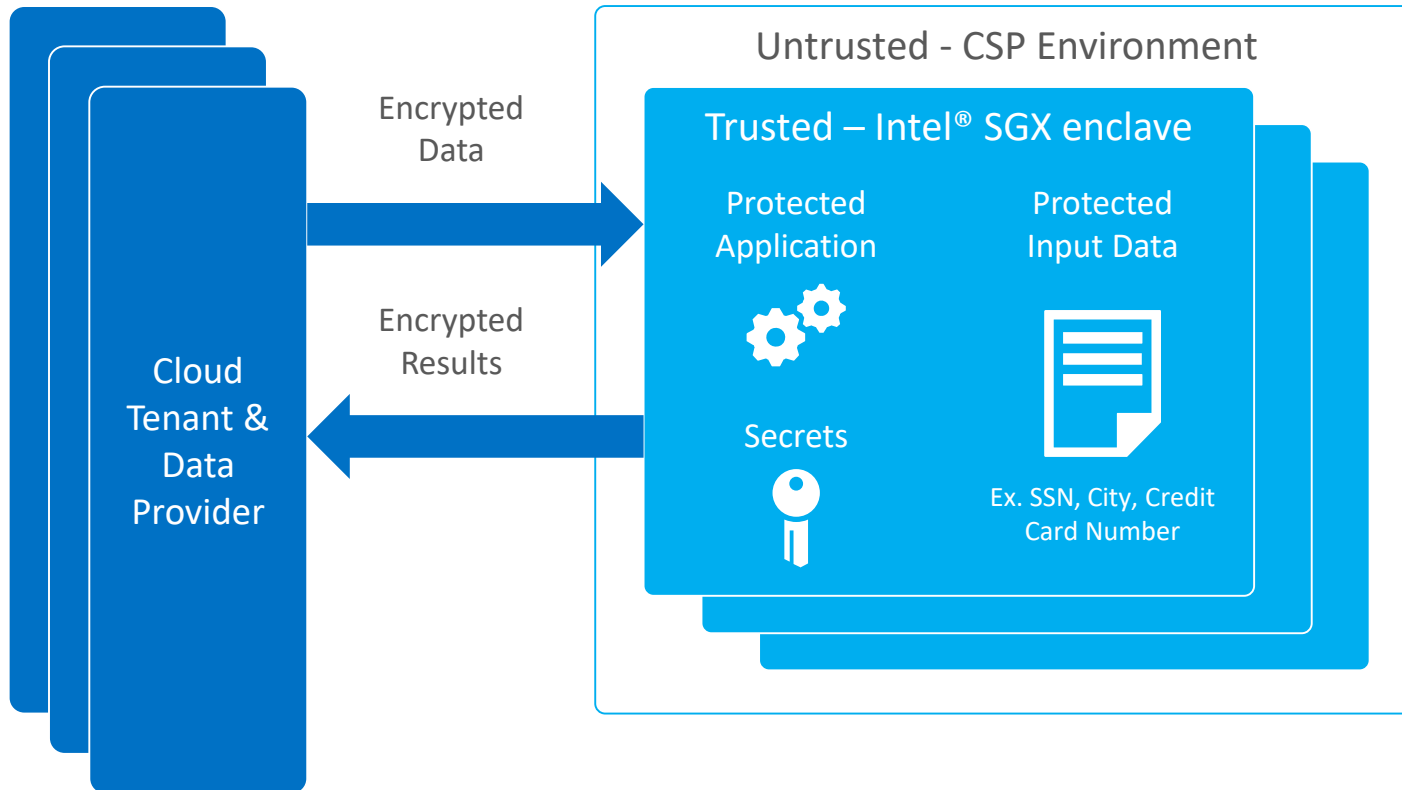 Untrusted - CSP Environment
Encrypted
Data
Trusted – Intel® SGX enclave
Protected
Application
Protected
Input Data
Encrypted
Results
Cloud
Tenant &
Data
Provider
Secrets
Ex. SSN, City, Credit
Card Number